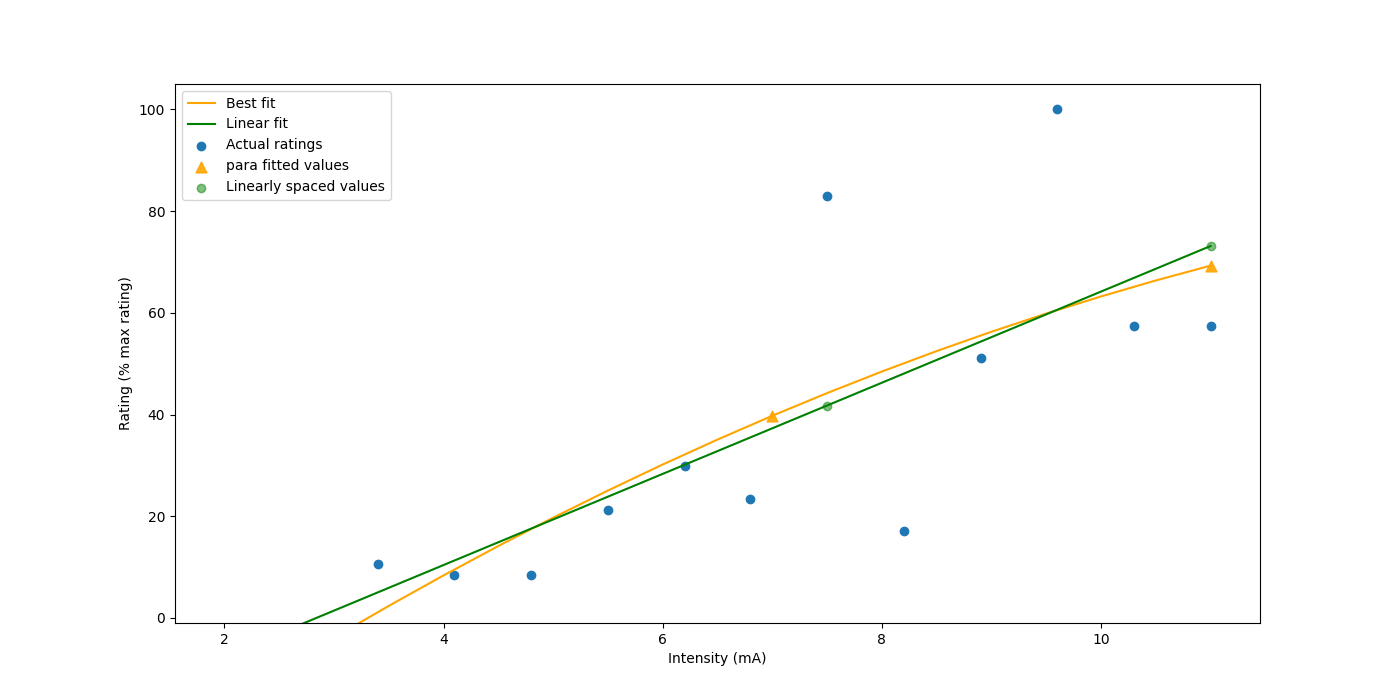 Best fit
Linear fit
Actual ratings
para fitted values
Linearly spaced values
100
80
60
40
20
0
Rating (% max rating)
2 4 6 8 10
Intensity (mA)